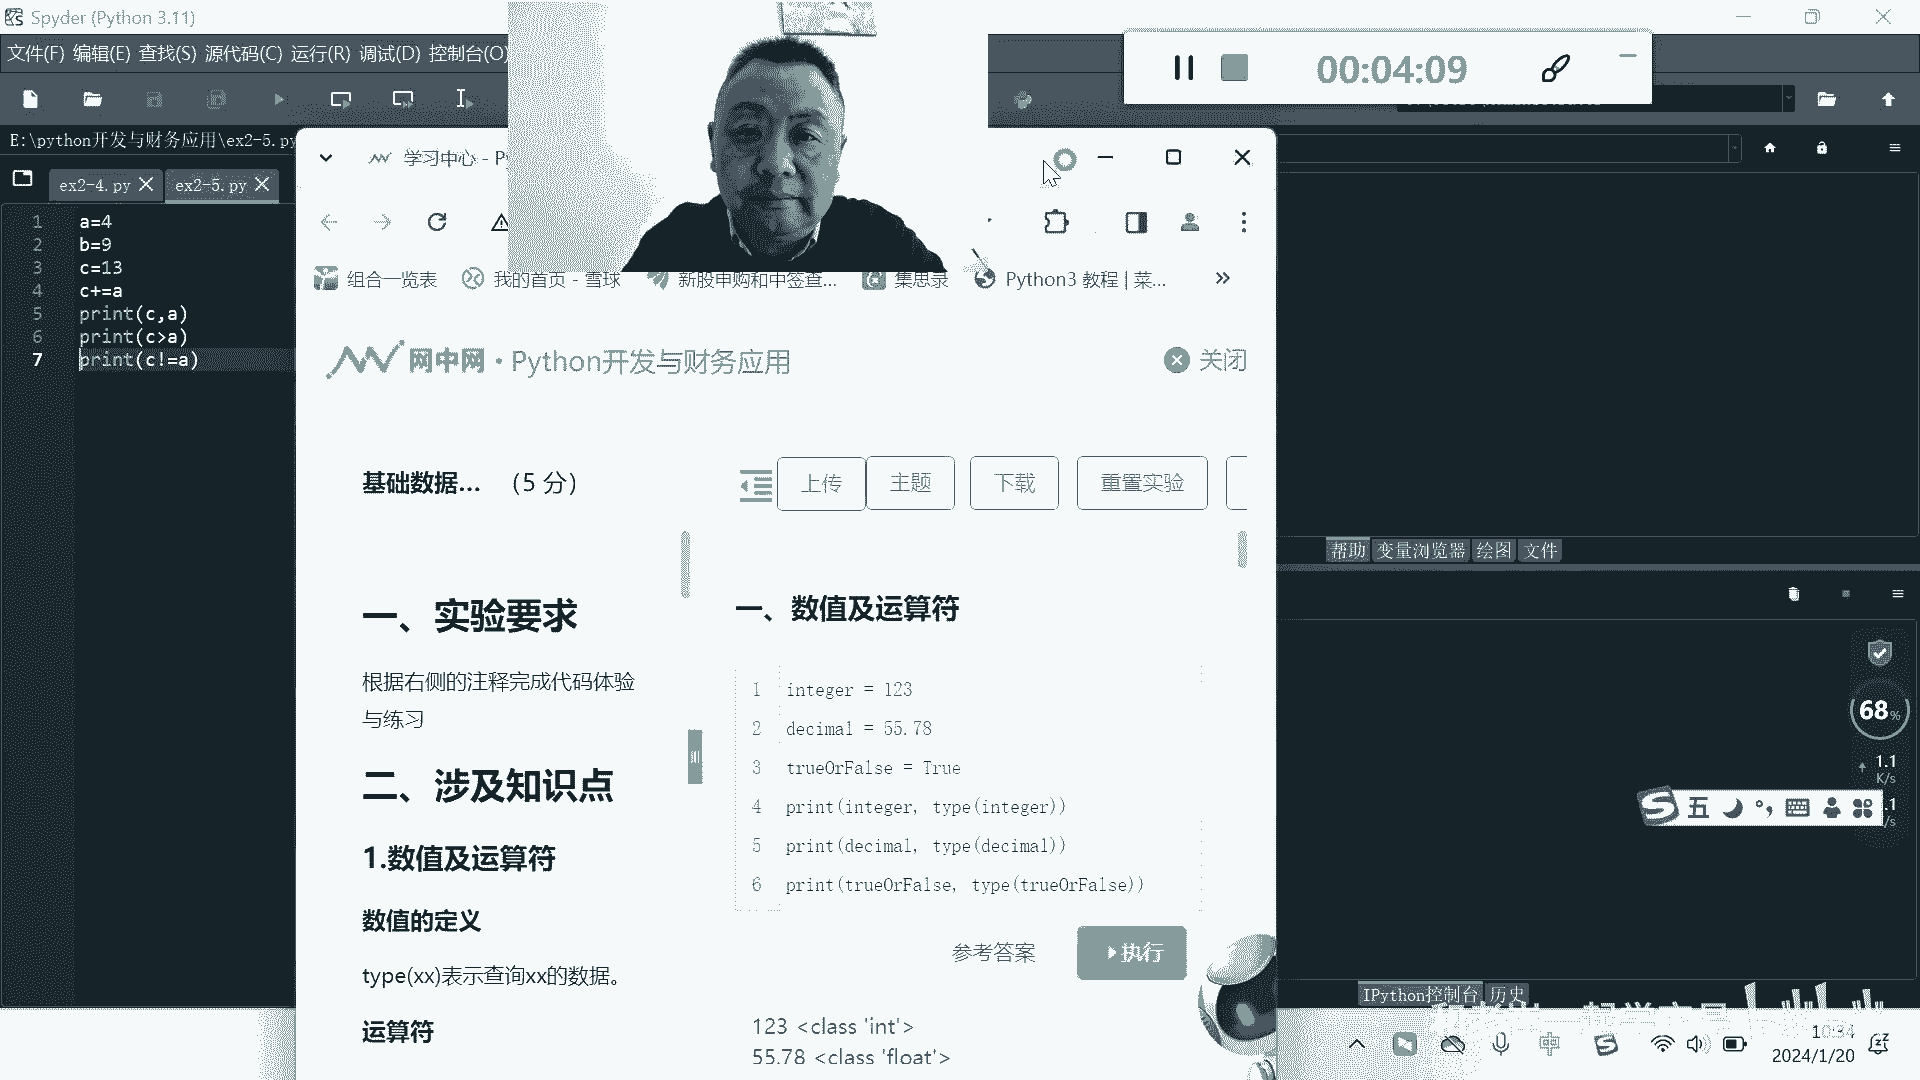 Spyder (Python 3.11)
文件(F) 编辑(E) 查找(S) 源代码(C) 运行(R) 调试(D) 控制台(O)
00:04:09
E:\python开发与财务应用\ex2-5.py
ex2-4.py
ex2-5.py
1 a=4
2 b=9
3 c=13
4 c+=a
5 print(c,a)
6 print(c>a)
7 print(c!=a)
学习中心 - P
组合一览表
我的首页 - 雪球
新股申购和中签查...
集思录
Python3 教程 | 菜...
网中网·Python开发与财务应用
关闭
基础数据... （5 分）
上传
主题
下载
重置实验
一、实验要求
根据右侧的注释完成代码体验
与练习
二、涉及知识点
1.数值及运算符
数值的定义
type(xx)表示查询xx的数据。
运算符
一、数值及运算符
1 integer = 123
2 decimal = 55.78
3 trueOrFalse = True
4 print(integer, type(integer))
5 print(decimal, type(decimal))
6 print(trueOrFalse, type(trueOrFalse))
参考答案
执行
123 <class 'int'>
55.78 <class 'float'>
帮助 变量浏览器 绘图 文件
68%
1.1
K/s
五
IPython控制台 历史
中
10:34
2024/1/20